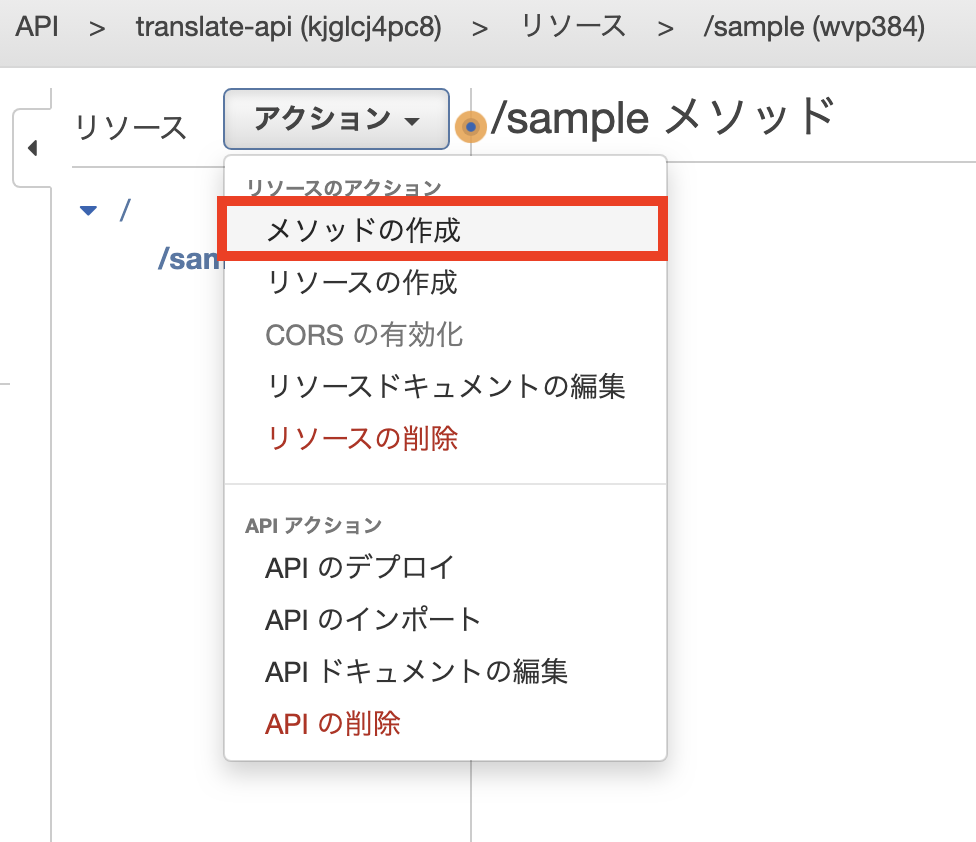 API > translate-api (kjglcj4pc8) > リソース > /sample (wvp384)
リソース
アクション
/sample メソッド
/
リソースのアクション
メソッドの作成
リソースの作成
CORS の有効化
リソースドキュメントの編集
リソースの削除
API アクション
API のデプロイ
API のインポート
API ドキュメントの編集
API の削除